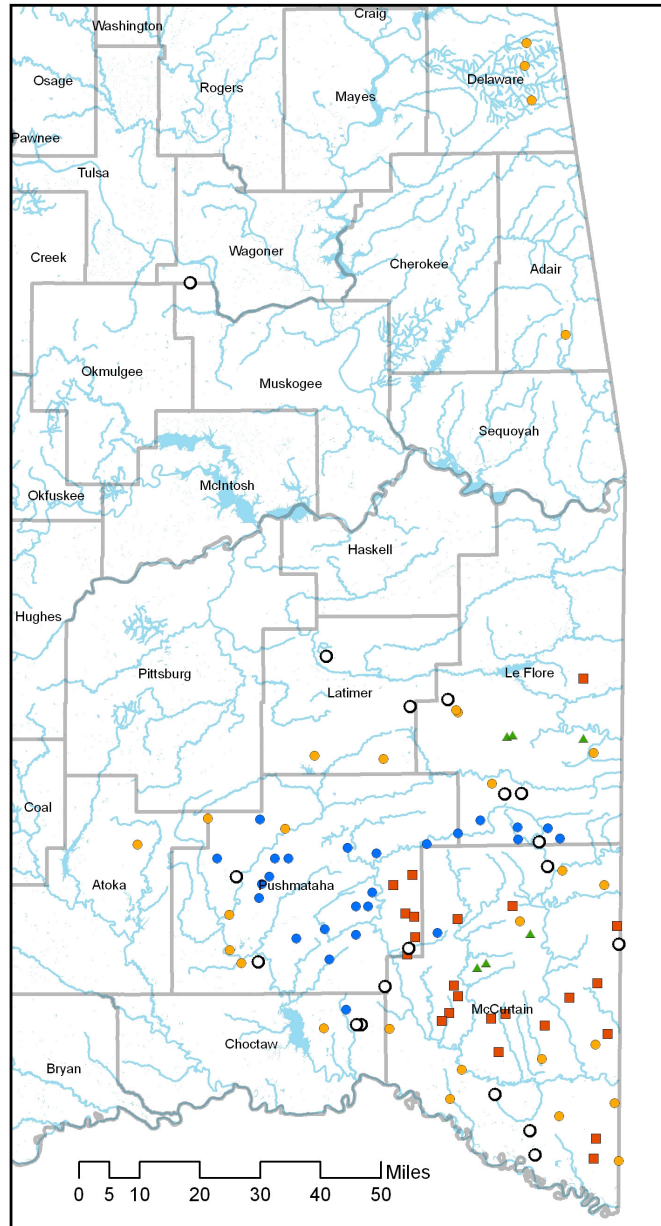 Craig
Washington
Osage
Rogers
Delaware
Mayes
Pawnee
Tulsa
Wagoner
Creek
Cherokee
Adair
Okmulgee
Muskogee
Sequoyah
McIntosh
Okfuskee
Haskell
Hughes
Pittsburg
Le Flore
Latimer
Coal
Atoka
Pushmataha
McCurtain
Choctaw
Bryan
Miles
0 5 10 20 30 40 50